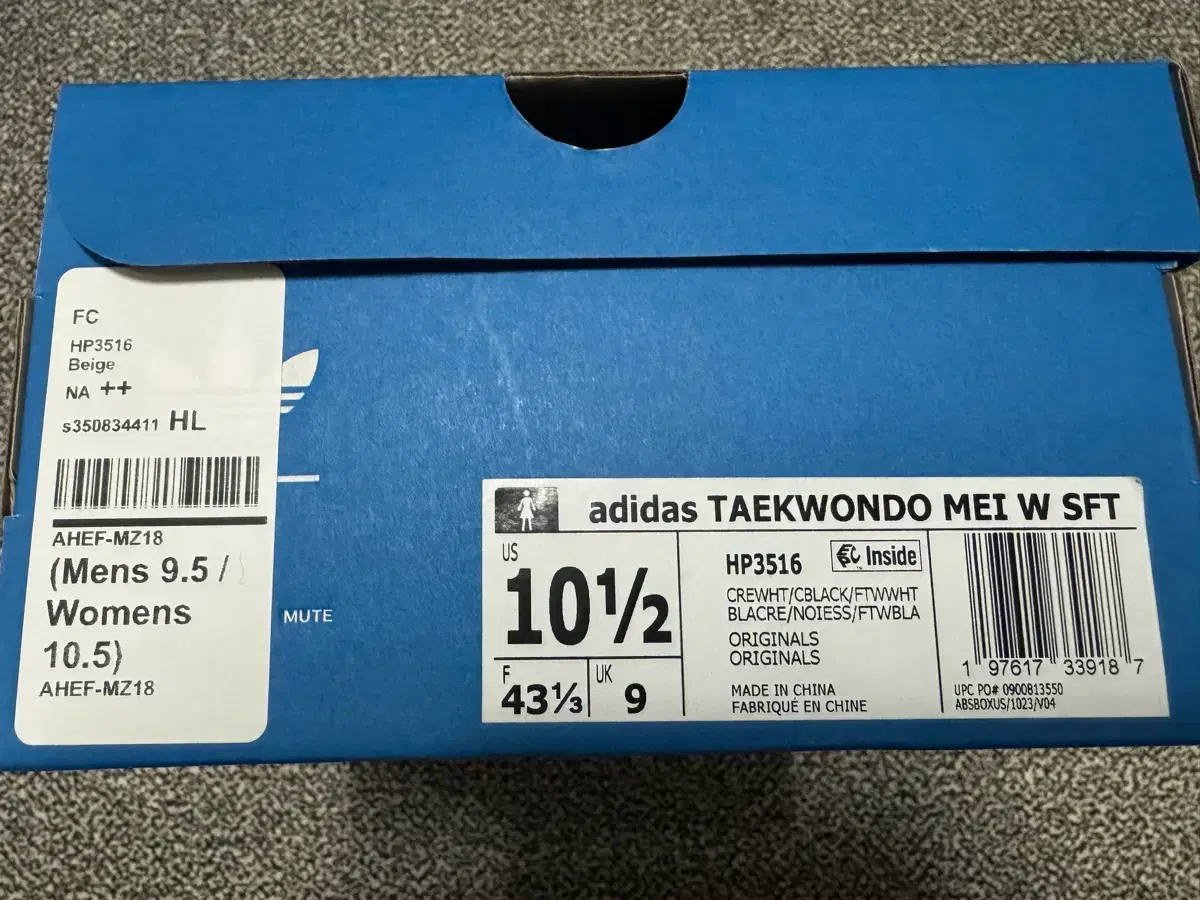 FC
HP3516
Beige
NA ++
s350834411 HL
AHEF-MZ18
(Mens 9.5 /
Womens
10.5)
AHEF-MZ18
MUTE
adidas TAEKWONDO MEI W SFT
US
10½
F
43⅓
UK
9
HP3516
Inside
CREWHT/CBLACK/FTWWHT
BLACRE/NOIESS/FTWBLA
ORIGINALS
ORIGINALS
MADE IN CHINA
FABRIQUÉ EN CHINE
1 97617 33918 7
UPC PO# 0900813550
ABSBOXUS/1023/V04